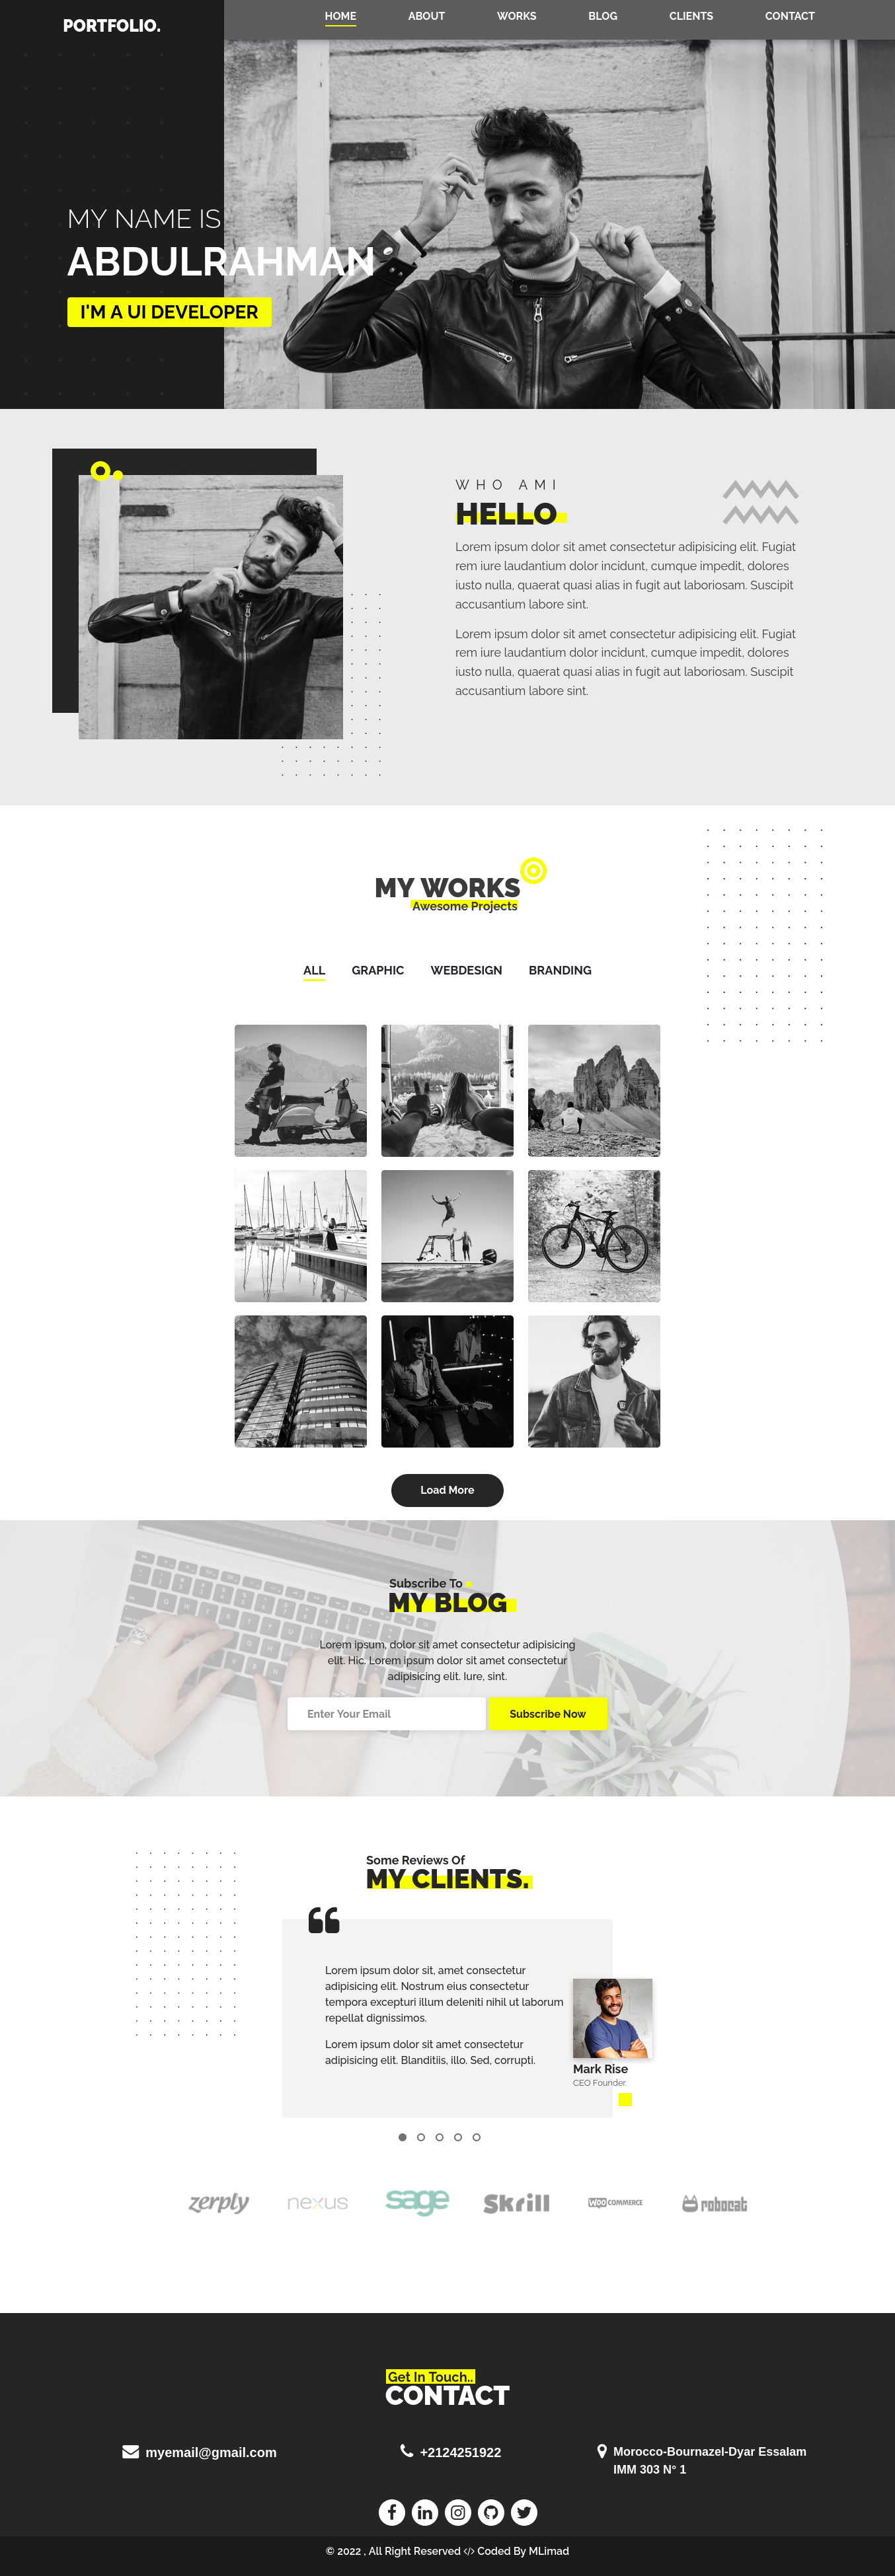 PORTFOLIO.
HOME ABOUT WORKS BLOG CLIENTS CONTACT
MY NAME IS
ABDULRAHMAN
I'M A UI DEVELOPER
WHO AMI
HELLO
Lorem ipsum dolor sit amet consectetur adipisicing elit. Fugiat
rem iure laudantium dolor incidunt, cumque impedit, dolores
iusto nulla, quaerat quasi alias in fugit aut laboriosam. Suscipit
accusantium labore sint.
Lorem ipsum dolor sit amet consectetur adipisicing elit. Fugiat
rem iure laudantium dolor incidunt, cumque impedit, dolores
iusto nulla, quaerat quasi alias in fugit aut laboriosam. Suscipit
accusantium labore sint.
MY WORKS
Awesome Projects
ALL GRAPHIC WEBDESIGN BRANDING
Load More
Subscribe To
MY BLOG
Lorem ipsum, dolor sit amet consectetur adipisicing
elit. Hic. Lorem ipsum dolor sit amet consectetur
adipisicing elit. Iure, sint.
Enter Your Email
Subscribe Now
Some Reviews Of
MY CLIENTS.
Lorem ipsum dolor sit, amet consectetur
adipisicing elit. Nostrum eius consectetur
tempora excepturi illum deleniti nihil ut laborum
repellat dignissimos.
Lorem ipsum dolor sit amet consectetur
adipisicing elit. Blanditiis, illo. Sed, corrupti.
Mark Rise
CEO Founder.
zerply nexus sage Skrill WOO COMMERCE robocat
Get In Touch..
CONTACT
myemail@gmail.com
+2124251922
Morocco-Bournazel-Dyar Essalam
IMM 303 N° 1
© 2022 , All Right Reserved </> Coded By MLimad